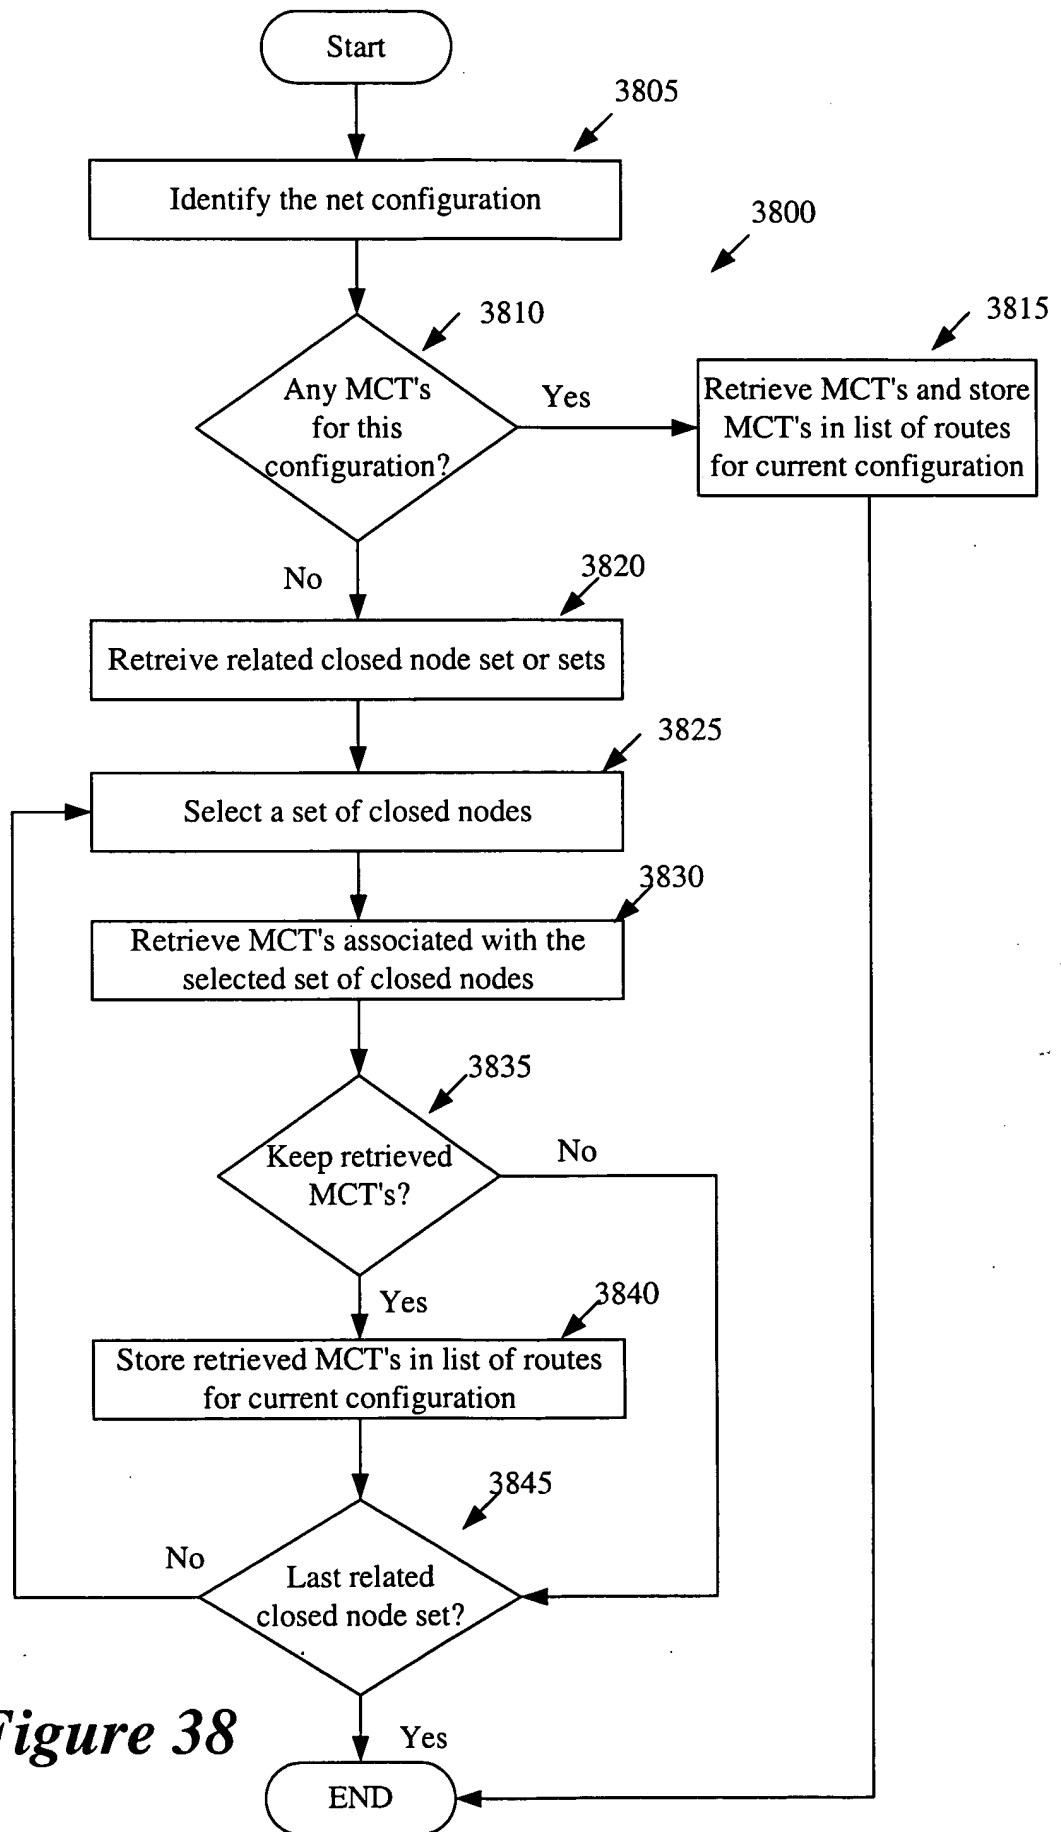 Start
3805
Identify the net configuration
3800
3810
3815
Any MCT's
for this
configuration?
Yes
Retrieve MCT's and store
MCT's in list of routes
for current configuration
No
3820
Retreive related closed node set or sets
3825
Select a set of closed nodes
3830
Retrieve MCT's associated with the
selected set of closed nodes
3835
Keep retrieved
MCT's?
No
Yes
3840
Store retrieved MCT's in list of routes
for current configuration
3845
No
Last related
closed node set?
Figure 38
Yes
END